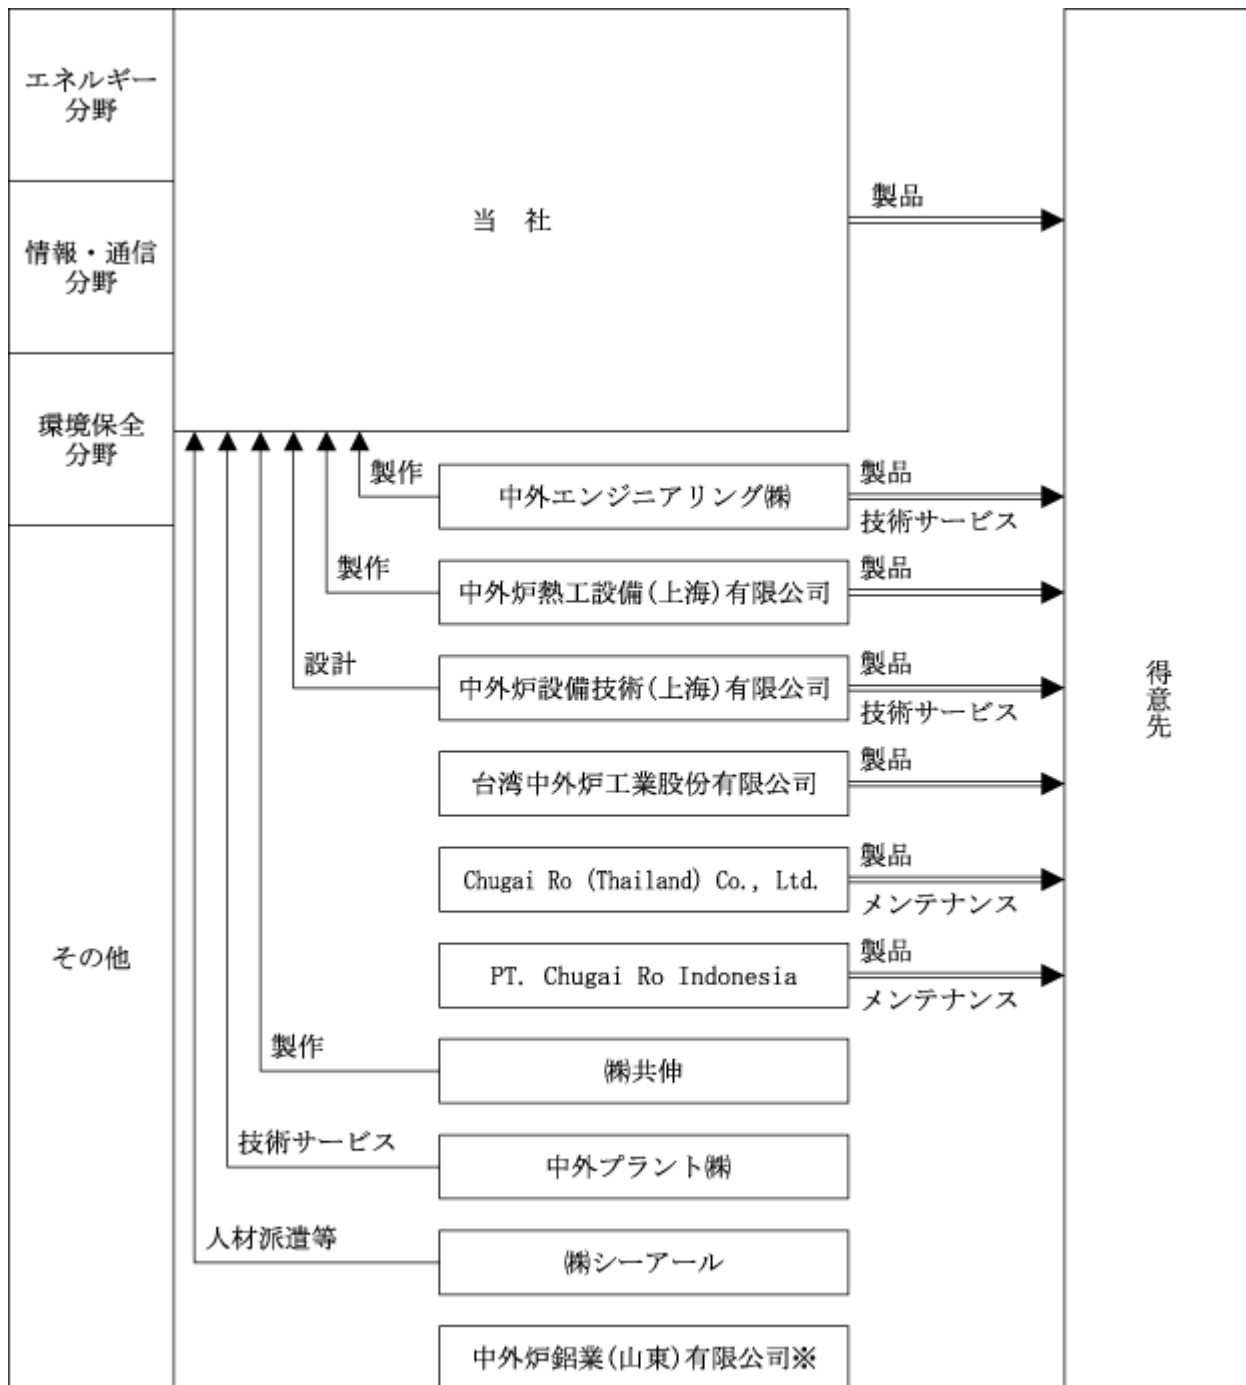 エネルギー
分野
情報・通信
分野
環境保全
分野
その他
当 社
製品
製作
中外エンジニアリング㈱
製品
技術サービス
製作
中外炉熱工設備(上海)有限公司
製品
設計
中外炉設備技術(上海)有限公司
製品
技術サービス
台湾中外炉工業股份有限公司
製品
Chugai Ro (Thailand) Co., Ltd.
製品
メンテナンス
PT. Chugai Ro Indonesia
製品
メンテナンス
製作
㈱共伸
技術サービス
中外プラント㈱
人材派遣等
㈱シーアール
中外炉鋁業(山東)有限公司※
得意先